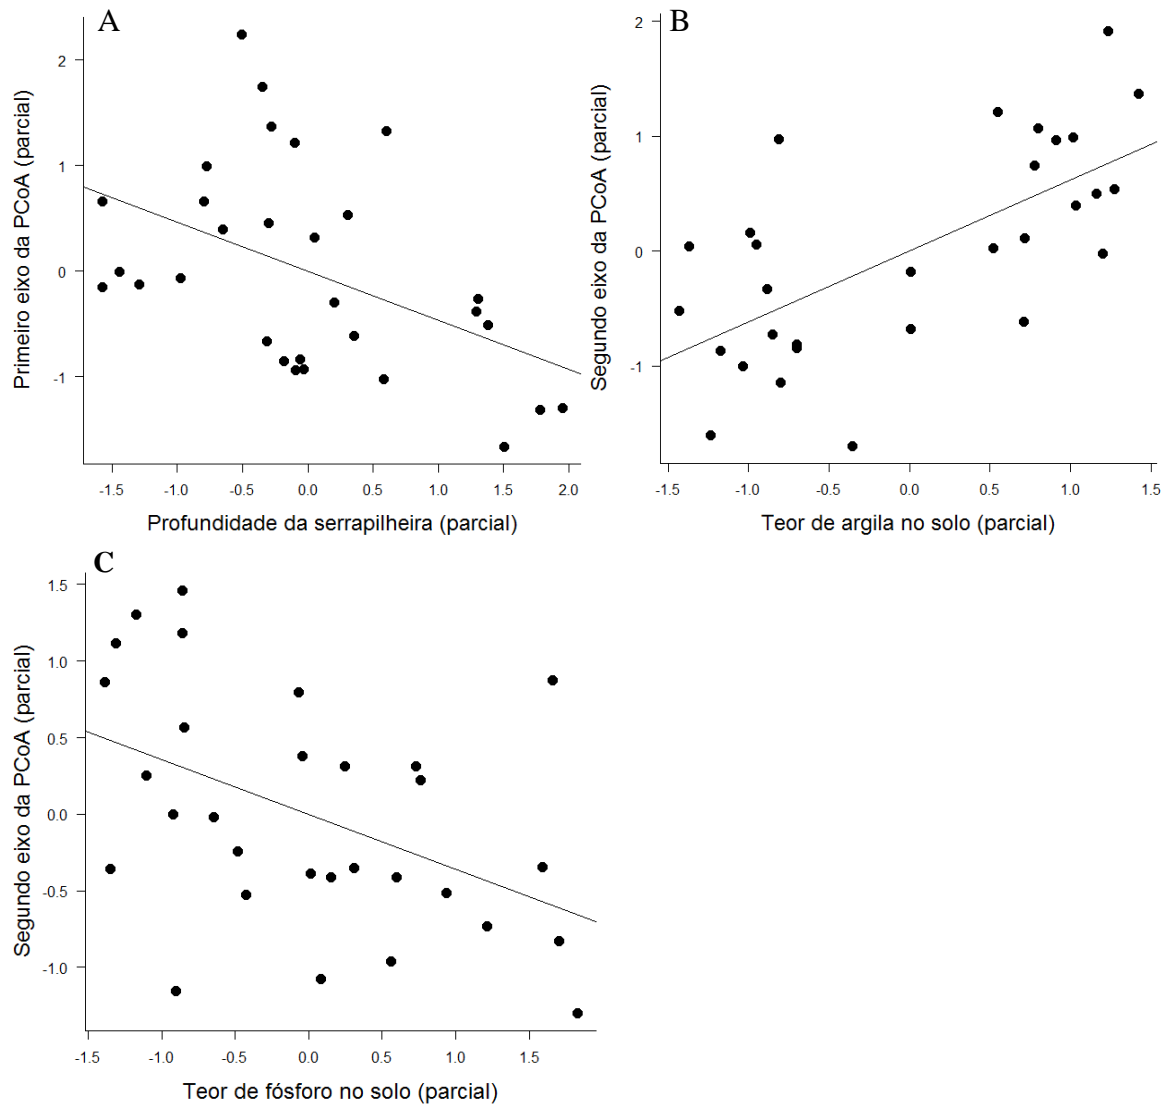 A
Primeiro eixo da PCoA (parcial)
2
1
0
-1
-1.5 -1.0 -0.5 0.0 0.5 1.0 1.5 2.0
Profundidade da serrapilheira (parcial)
B
Segundo eixo da PCoA (parcial)
2
1
0
-1
-1.5 -1.0 -0.5 0.0 0.5 1.0 1.5
Teor de argila no solo (parcial)
C
Segundo eixo da PCoA (parcial)
1.5
1.0
0.5
0.0
-0.5
-1.0
-1.5 -1.0 -0.5 0.0 0.5 1.0 1.5
Teor de fósforo no solo (parcial)